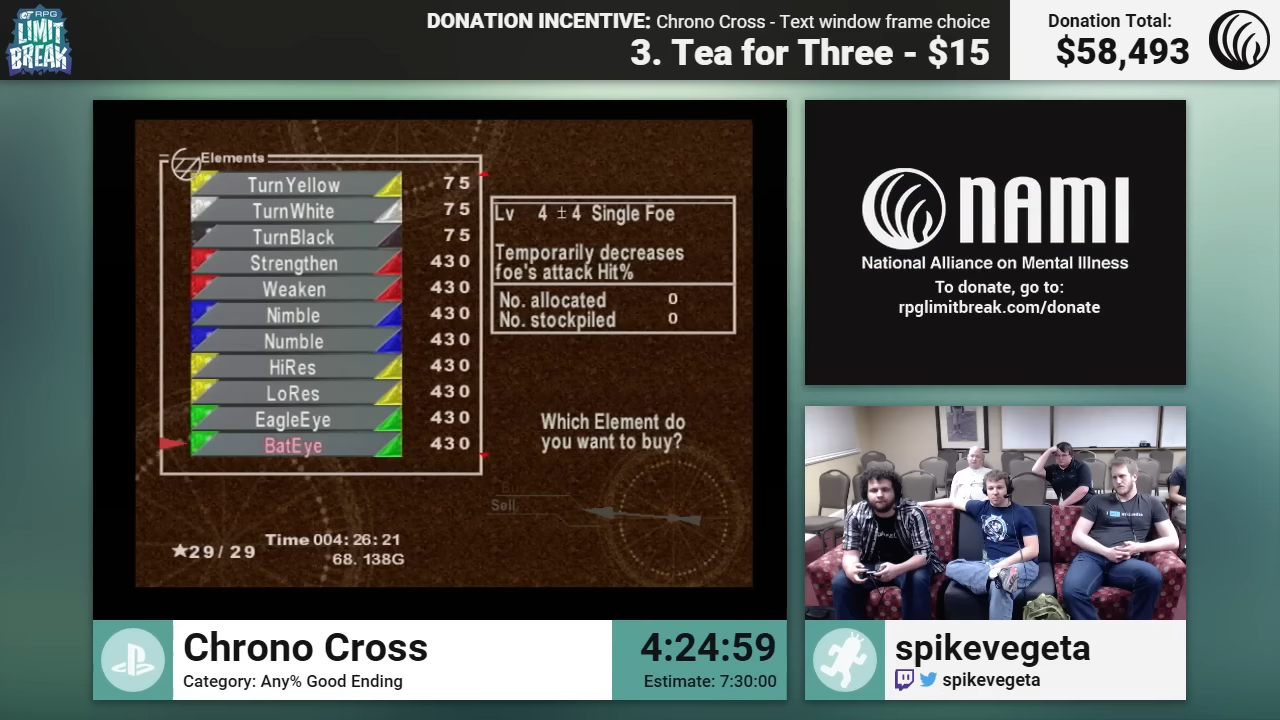 RPG
LIMIT
BREAK
DONATION INCENTIVE: Chrono Cross - Text window frame choice
3. Tea for Three - $15
Donation Total:
$58,493
Elements
TurnYellow 75
TurnWhite 75
TurnBlack 75
Strengthen 430
Weaken 430
Nimble 430
Numble 430
HiRes 430
LoRes 430
EagleEye 430
BatEye 430
Lv 4 ±4 Single Foe
Temporarily decreases
foe's attack Hit%
No. allocated 0
No. stockpiled 0
Which Element do
you want to buy?
Sell
★29/29
Time 004:26:21
68.138G
NAMI
National Alliance on Mental Illness
To donate, go to:
rpglimitbreak.com/donate
Chrono Cross
Category: Any% Good Ending
4:24:59
Estimate: 7:30:00
spikevegeta
spikevegeta